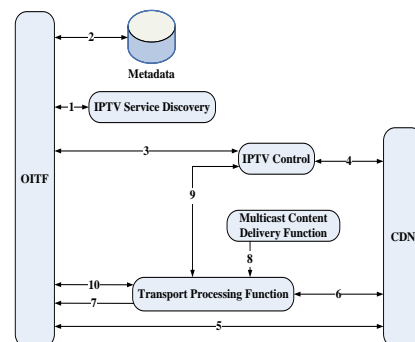 2
Metadata
1
IPTV Service Discovery
OITF
3
IPTV Control
4
CDN
9
Multicast Content
Delivery Function
8
10
7
Transport Processing Function
6
5